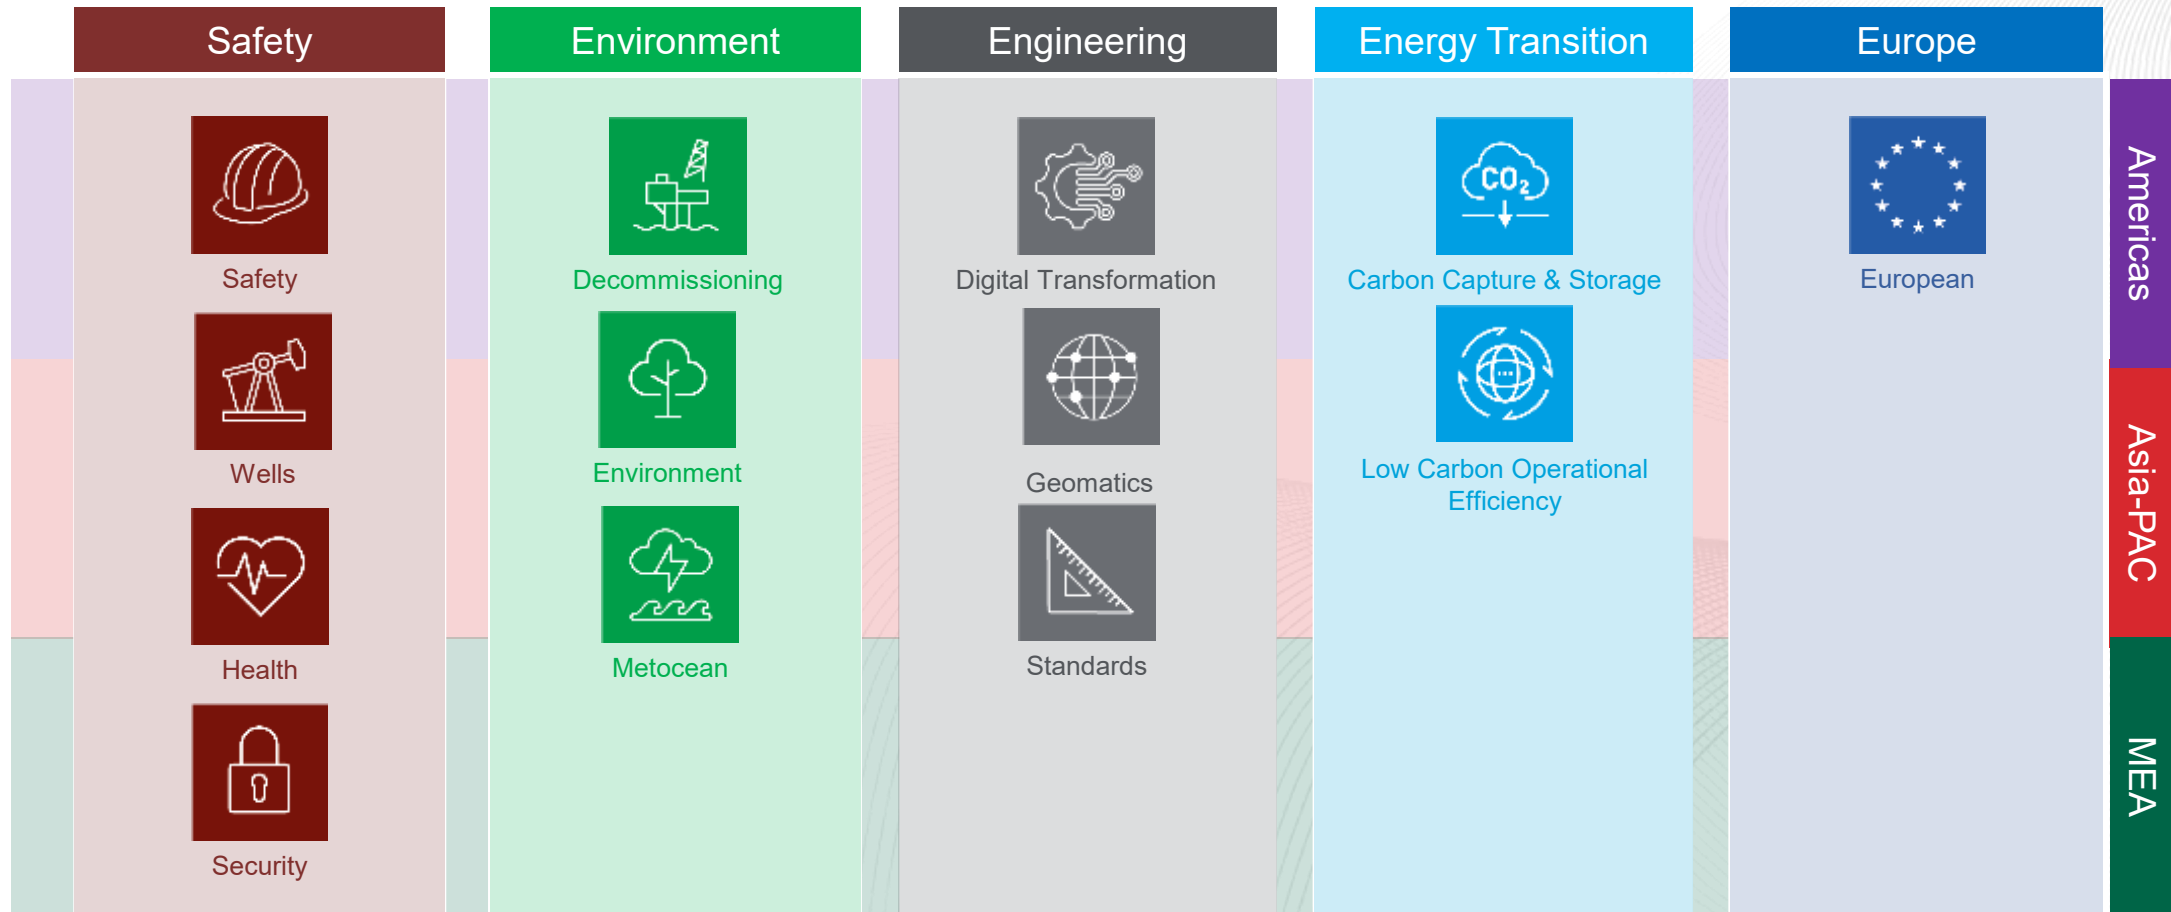 Safety
Environment
Engineering
Energy Transition
Europe
Safety
Wells
Health
Security
Decommissioning
Environment
Metocean
Digital Transformation
Geomatics
Standards
CO₂
Carbon Capture & Storage
Low Carbon Operational
Efficiency
European
Americas
Asia-PAC
MEA